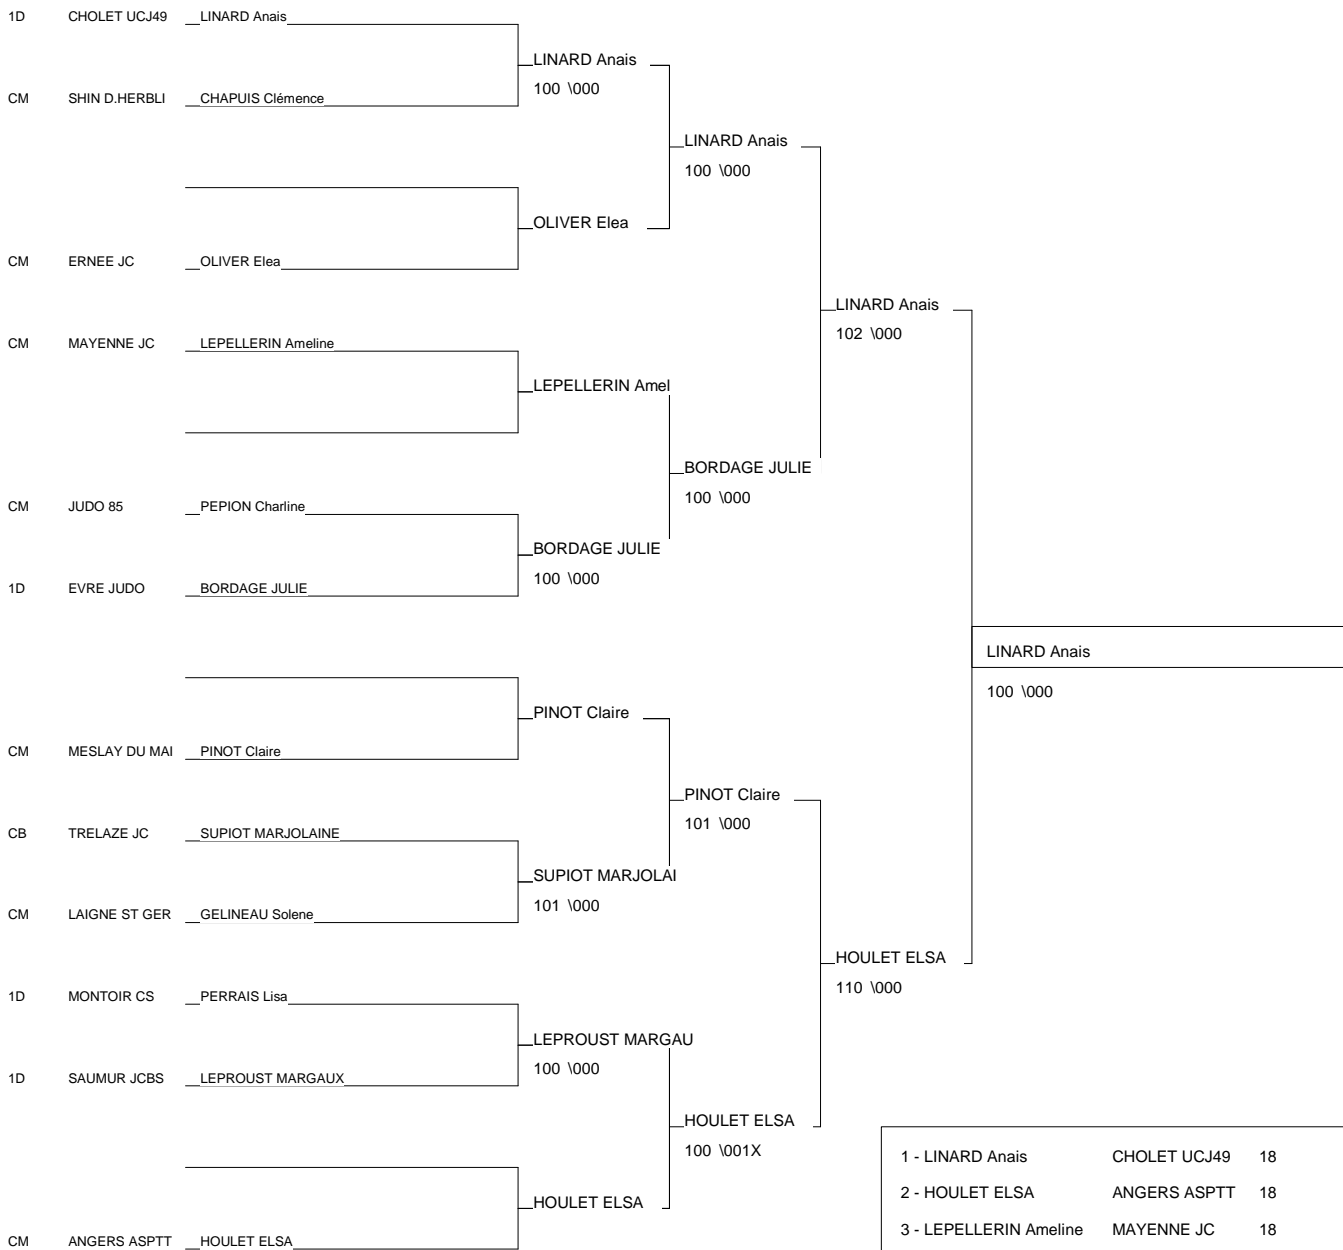 1D CHOLET UCJ49 LINARD Anais
LINARD Anais
100 \000
CM SHIN D.HERBLI CHAPUIS Clémence
LINARD Anais
100 \000
OLIVER Elea
CM ERNEE JC OLIVER Elea
LINARD Anais
102 \000
CM MAYENNE JC LEPELLERIN Ameline
LEPELLERIN Amel
BORDAGE JULIE
100 \000
CM JUDO 85 PEPION Charline
BORDAGE JULIE
100 \000
1D EVRE JUDO BORDAGE JULIE
LINARD Anais
100 \000
PINOT Claire
CM MESLAY DU MAI PINOT Claire
PINOT Claire
101 \000
CB TRELAZE JC SUPIOT MARJOLAINE
SUPIOT MARJOLAI
101 \000
CM LAIGNE ST GER GELINEAU Solene
HOULET ELSA
110 \000
1D MONTOIR CS PERRAIS Lisa
LEPROUST MARGAU
100 \000
1D SAUMUR JCBS LEPROUST MARGAUX
HOULET ELSA
100 \001X
HOULET ELSA
CM ANGERS ASPTT HOULET ELSA
1 - LINARD Anais CHOLET UCJ49 18
2 - HOULET ELSA ANGERS ASPTT 18
3 - LEPELLERIN Ameline MAYENNE JC 18